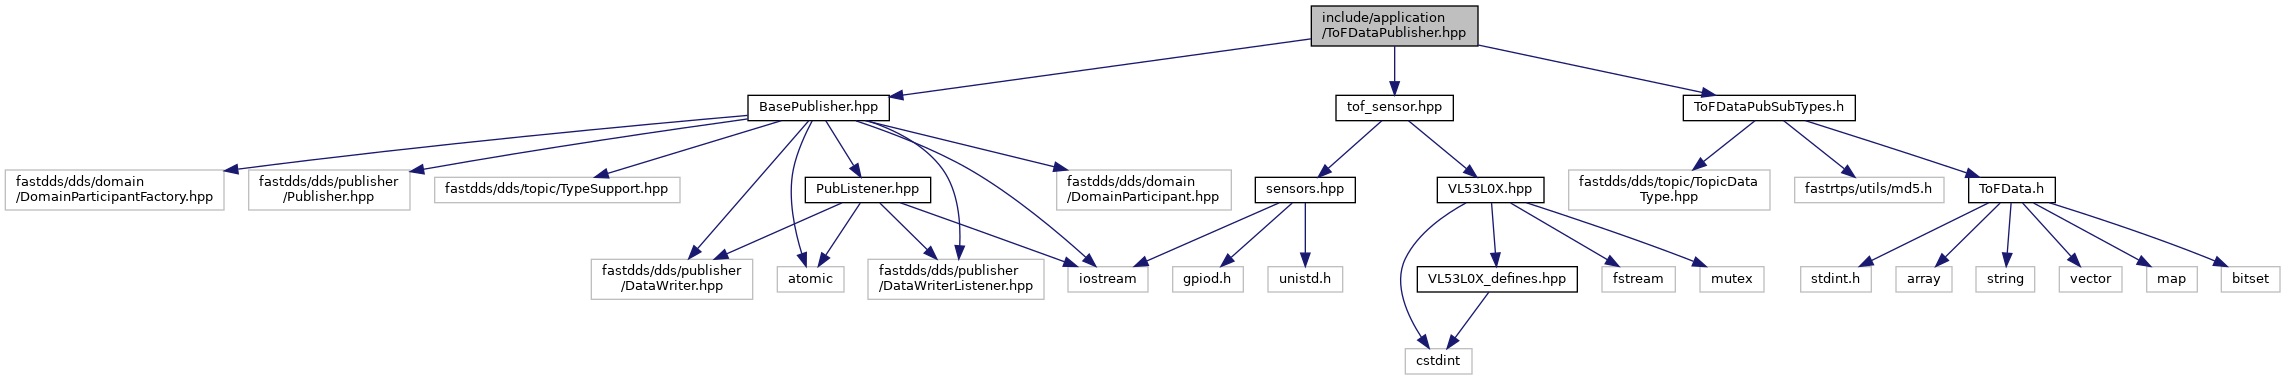 include/application
/ToFDataPublisher.hpp
BasePublisher.hpp
tof_sensor.hpp
ToFDataPubSubTypes.h
fastdds/dds/domain
/DomainParticipantFactory.hpp
fastdds/dds/publisher
/Publisher.hpp
fastdds/dds/topic/TypeSupport.hpp
PubListener.hpp
fastdds/dds/domain
/DomainParticipant.hpp
sensors.hpp
VL53L0X.hpp
fastdds/dds/topic/TopicData
Type.hpp
fastrtps/utils/md5.h
ToFData.h
fastdds/dds/publisher
/DataWriter.hpp
atomic
fastdds/dds/publisher
/DataWriterListener.hpp
iostream
gpiod.h
unistd.h
VL53L0X_defines.hpp
fstream
mutex
stdint.h
array
string
vector
map
bitset
cstdint